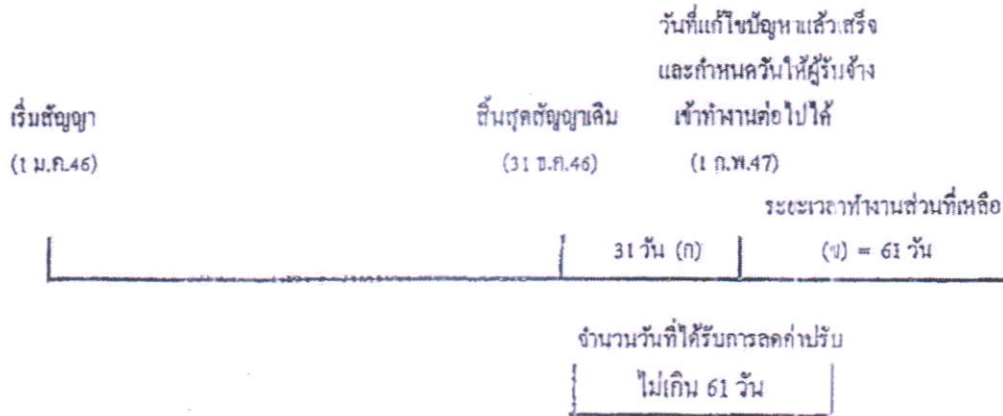 วันที่แก้ไขปัญหาแล้วเสร็จ
และกำหนดวันให้ผู้รับจ้าง
เริ่มสัญญา สิ้นสุดสัญญาเดิม เข้าทำงานต่อไปได้
(1 ม.ค.46) (31 ธ.ค.46) (1 ก.พ.47)
ระยะเวลาทำงานส่วนที่เหลือ
31 วัน (ก) (ข) = 61 วัน
จำนวนวันที่ได้รับการลดค่าปรับ
ไม่เกิน 61 วัน